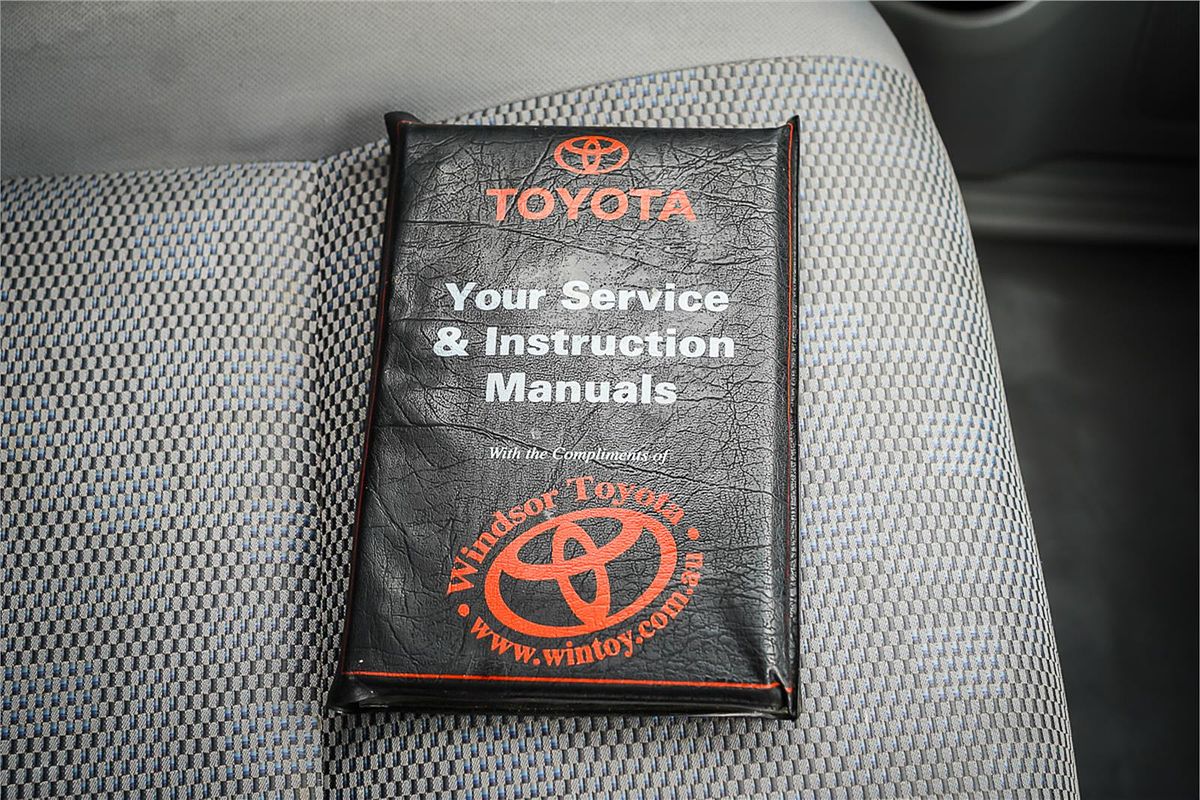 TOYOTA
Your Service
& Instruction
Manuals
With the Compliments of
• Windsor Toyota •
www.wintoy.com.au